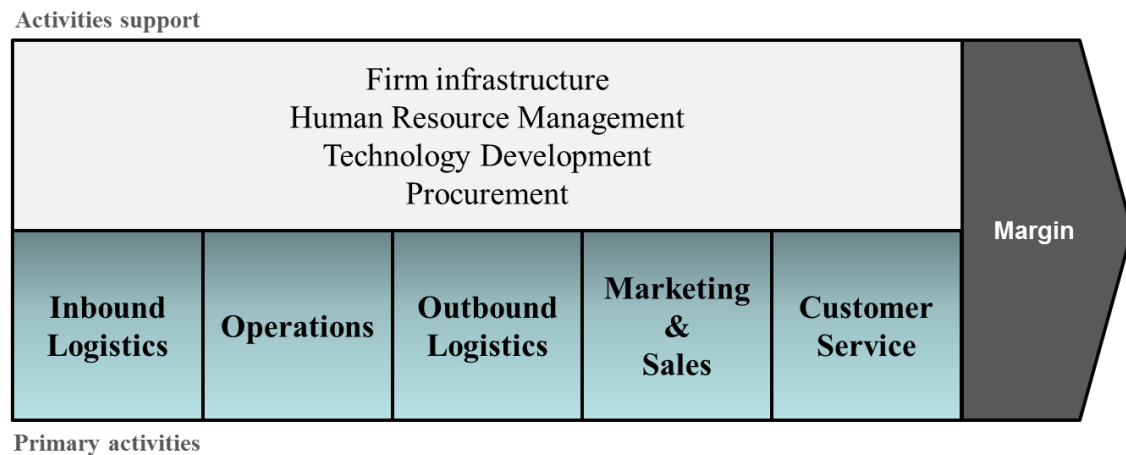 Activities support
Firm infrastructure
Human Resource Management
Technology Development
Procurement
Margin
Inbound
Logistics
Operations
Outbound
Logistics
Marketing
&
Sales
Customer
Service
Primary activities